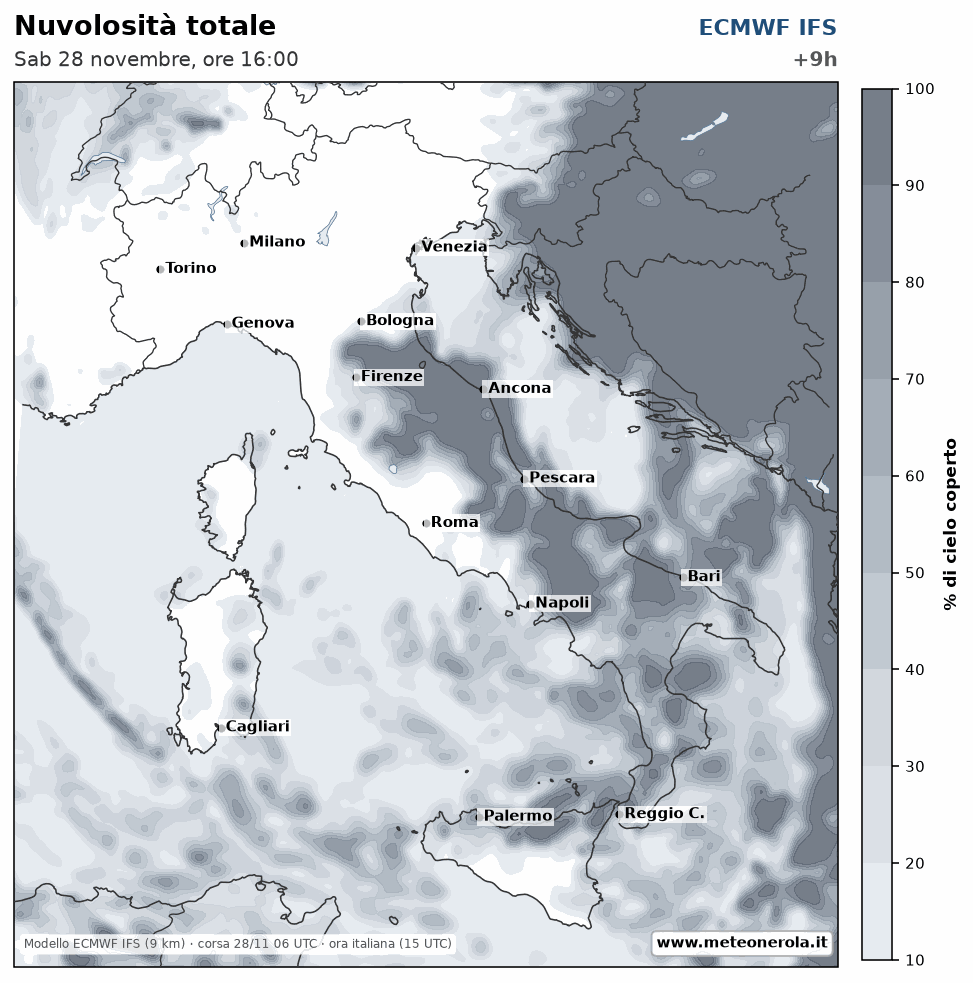 Nuvolosità totale
ECMWF IFS
Sab 28 novembre, ore 16:00
+9h
100
90
80
70
60
50
40
30
20
10
% di cielo coperto
Milano
Venezia
Torino
Genova
Bologna
Firenze
Ancona
Pescara
Roma
Bari
Napoli
Cagliari
Palermo
Reggio C.
Modello ECMWF IFS (9 km) · corsa 28/11 06 UTC · ora italiana (15 UTC)
www.meteonerola.it